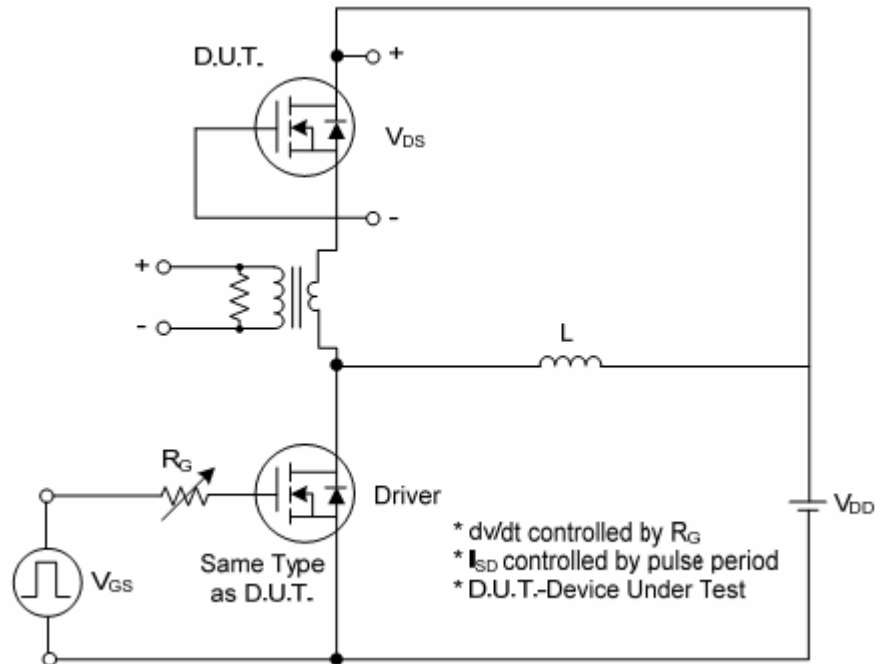 D.U.T.
+
VDS
-
+
-
L
RG
Driver
VDD
VGS
Same Type
as D.U.T.
* dv/dt controlled by RG
* ISD controlled by pulse period
* D.U.T.-Device Under Test